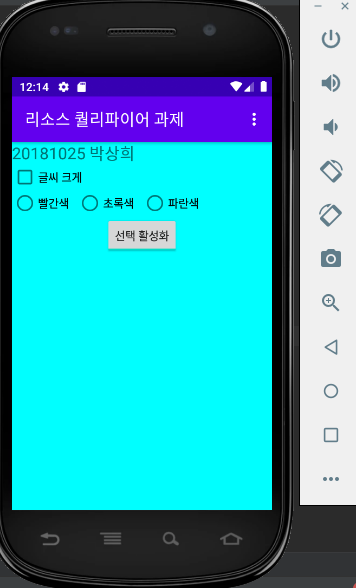 12:14
리소스 퀄리파이어 과제
20181025 박상희
글씨 크게
빨간색 초록색 파란색
선택 활성화